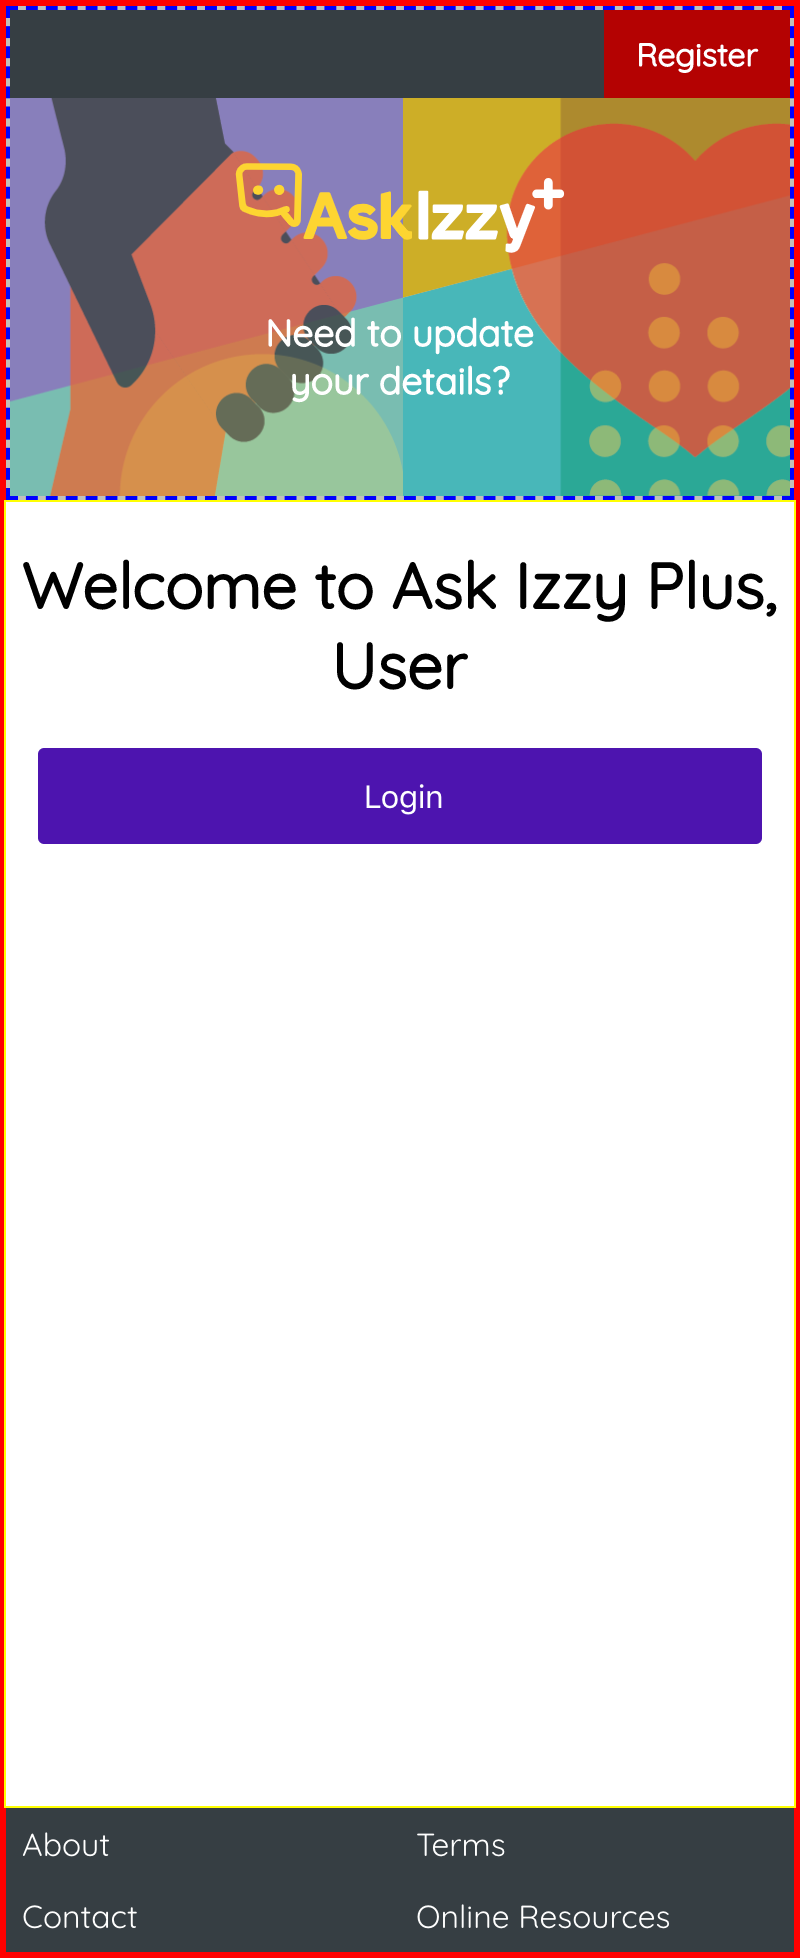 Register
AskIzzy+
Need to update
your details?
Welcome to Ask Izzy Plus,
User
Login
About
Terms
Contact
Online Resources